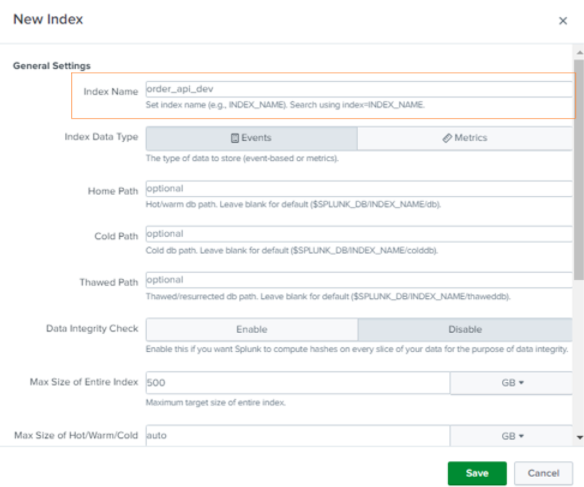 New Index
×
General Settings
Index Name order_api_dev
Set index name (e.g., INDEX_NAME). Search using index=INDEX_NAME.
Index Data Type Events Metrics
The type of data to store (event-based or metrics).
Home Path optional
Hot/warm db path. Leave blank for default ($SPLUNK_DB/INDEX_NAME/db).
Cold Path optional
Cold db path. Leave blank for default ($SPLUNK_DB/INDEX_NAME/colddb).
Thawed Path optional
Thawed/resurrected db path. Leave blank for default ($SPLUNK_DB/INDEX_NAME/thaweddb).
Data Integrity Check Enable Disable
Enable this if you want Splunk to compute hashes on every slice of your data for the purpose of data integrity.
Max Size of Entire Index 500 GB
Maximum target size of entire index.
Max Size of Hot/Warm/Cold auto GB
Save Cancel